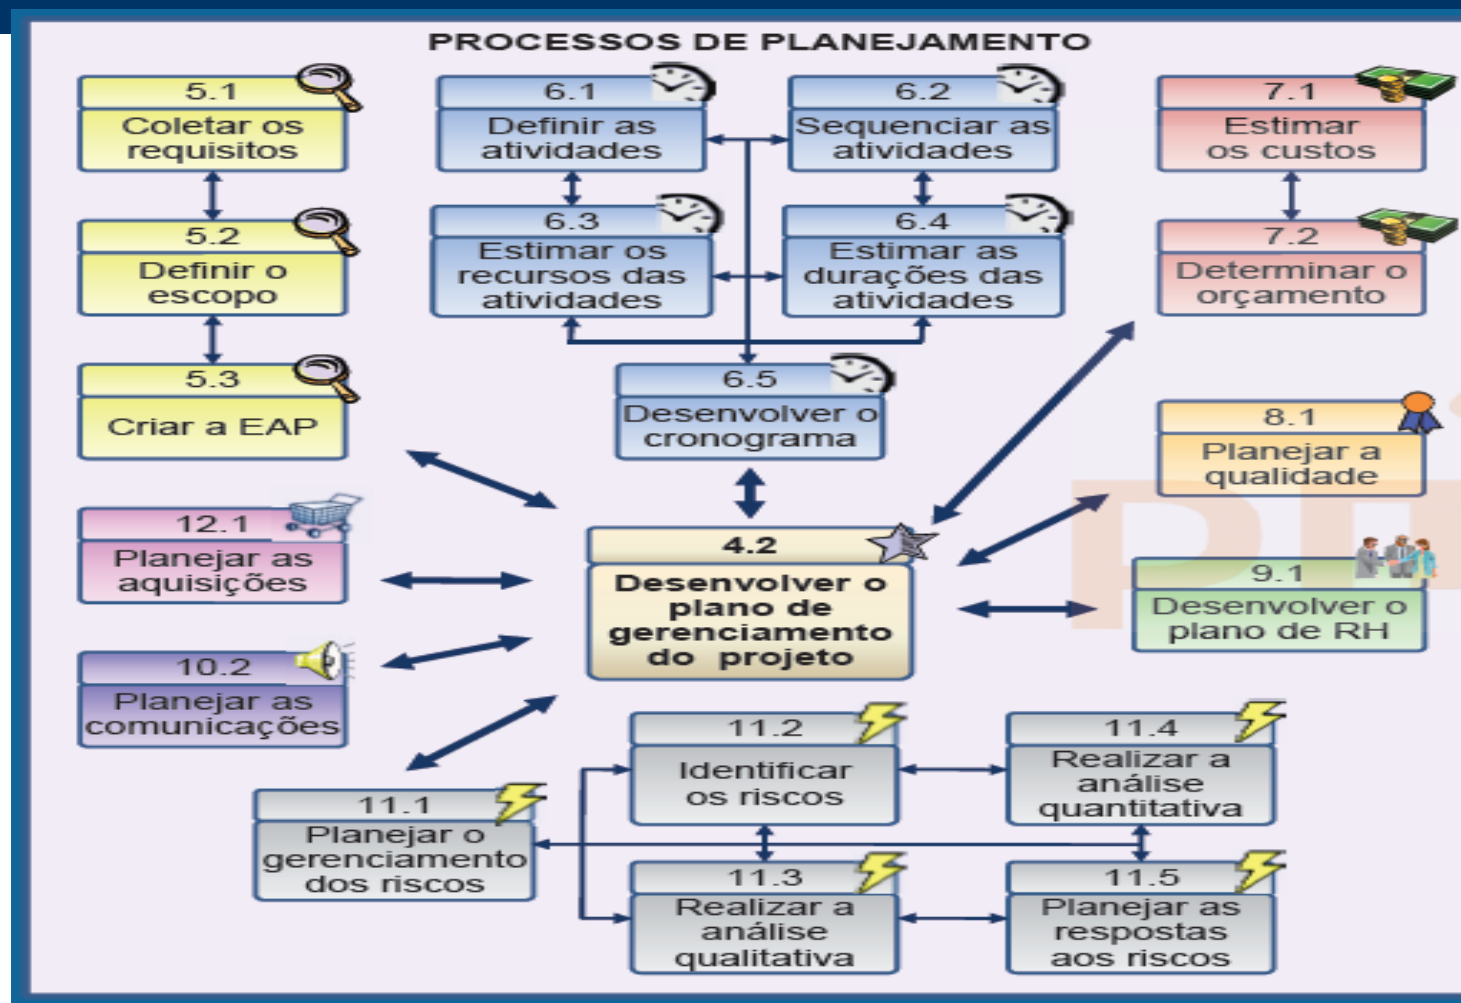 PROCESSOS DE PLANEJAMENTO
5.1
Coletar os
requisitos
6.1
Definir as
atividades
6.2
Sequenciar as
atividades
7.1
Estimar
os custos
5.2
Definir o
escopo
6.3
Estimar os
recursos das
atividades
6.4
Estimar as
durações das
atividades
7.2
Determinar o
orçamento
5.3
Criar a EAP
6.5
Desenvolver o
cronograma
8.1
Planejar a
qualidade
12.1
Planejar as
aquisições
4.2
Desenvolver o
plano de
gerenciamento
do projeto
9.1
Desenvolver o
plano de RH
10.2
Planejar as
comunicações
11.1
Planejar o
gerenciamento
dos riscos
11.2
Identificar
os riscos
11.4
Realizar a
análise
quantitativa
11.3
Realizar a
análise
qualitativa
11.5
Planejar as
respostas
aos riscos